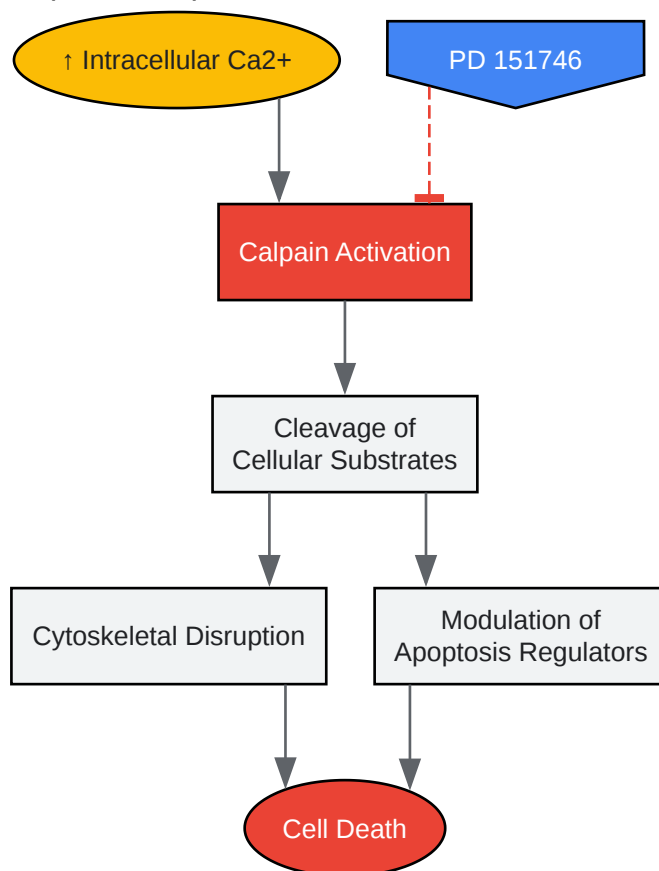 ↑ Intracellular Ca2+
PD 151746
Calpain Activation
Cleavage of
Cellular Substrates
Cytoskeletal Disruption
Modulation of
Apoptosis Regulators
Cell Death